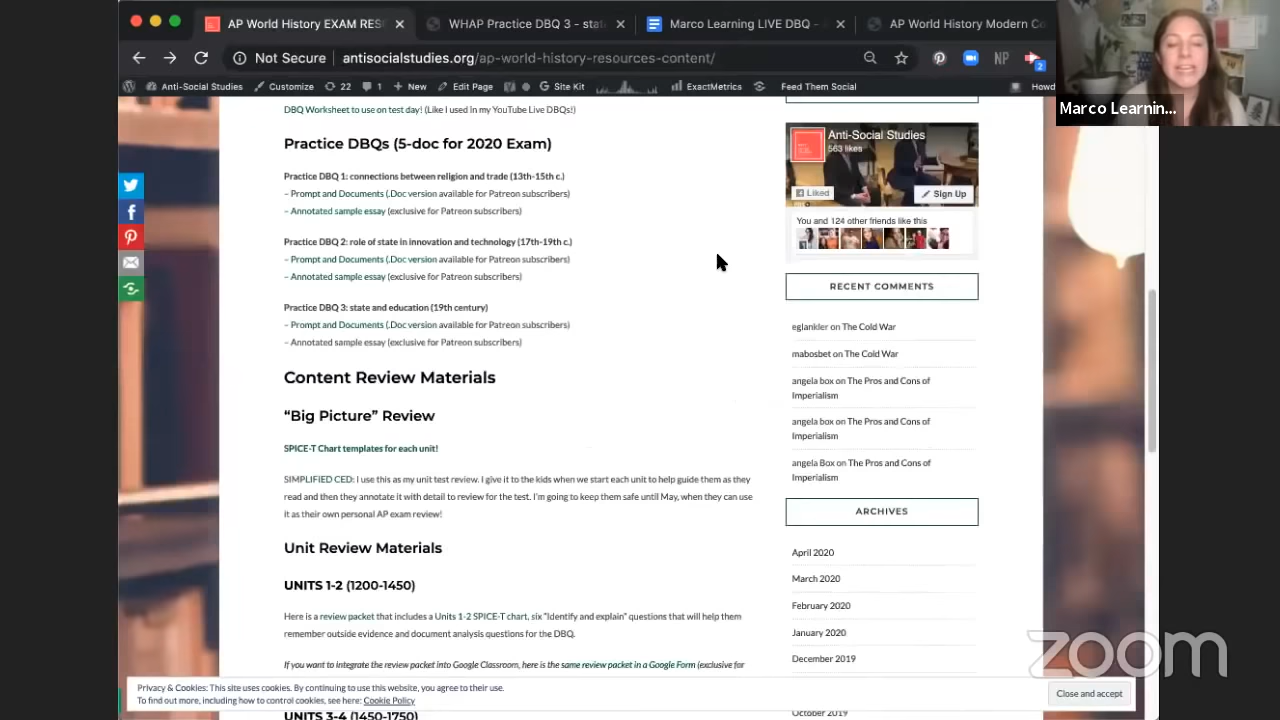 AP World History EXAM RES
WHAP Practice DBQ 3 - stat
Marco Learning LIVE DBQ -
AP World History Modern Co
Not Secure | antisocialstudies.org/ap-world-history-resources-content/
NP
2
Anti-Social Studies
Customize
22
1
New
Edit Page
Site Kit
ExactMetrics
Feed Them Social
Howd
Marco Learnin...
DBQ Worksheet to use on test day! (Like I used in my YouTube Live DBQs!)
Practice DBQs (5-doc for 2020 Exam)
Practice DBQ 1: connections between religion and trade (13th-15th c.)
– Prompt and Documents (.Doc version available for Patreon subscribers)
– Annotated sample essay (exclusive for Patreon subscribers)
Practice DBQ 2: role of state in innovation and technology (17th-19th c.)
– Prompt and Documents (.Doc version available for Patreon subscribers)
– Annotated sample essay (exclusive for Patreon subscribers)
Practice DBQ 3: state and education (19th century)
– Prompt and Documents (.Doc version available for Patreon subscribers)
– Annotated sample essay (exclusive for Patreon subscribers)
Content Review Materials
“Big Picture” Review
SPICE-T Chart templates for each unit!
SIMPLIFIED CED: I use this as my unit test review. I give it to the kids when we start each unit to help guide them as they
read and then they annotate it with detail to review for the test. I'm going to keep them safe until May, when they can use
it as their own personal AP exam review!
Unit Review Materials
UNITS 1-2 (1200-1450)
Here is a review packet that includes a Units 1-2 SPICE-T chart, six "Identify and explain" questions that will help them
remember outside evidence and document analysis questions for the DBQ.
If you want to integrate the review packet into Google Classroom, here is the same review packet in a Google Form (exclusive for
UNITS 3-4 (1450-1750)
Anti-Social Studies
563 likes
Liked
Sign Up
You and 124 other friends like this
RECENT COMMENTS
eglankler on The Cold War
mabosbet on The Cold War
angela box on The Pros and Cons of
Imperialism
angela box on The Pros and Cons of
Imperialism
angela Box on The Pros and Cons of
Imperialism
ARCHIVES
April 2020
March 2020
February 2020
January 2020
December 2019
October 2019
Privacy & Cookies: This site uses cookies. By continuing to use this website, you agree to their use.
To find out more, including how to control cookies, see here: Cookie Policy
Close and accept
zoom